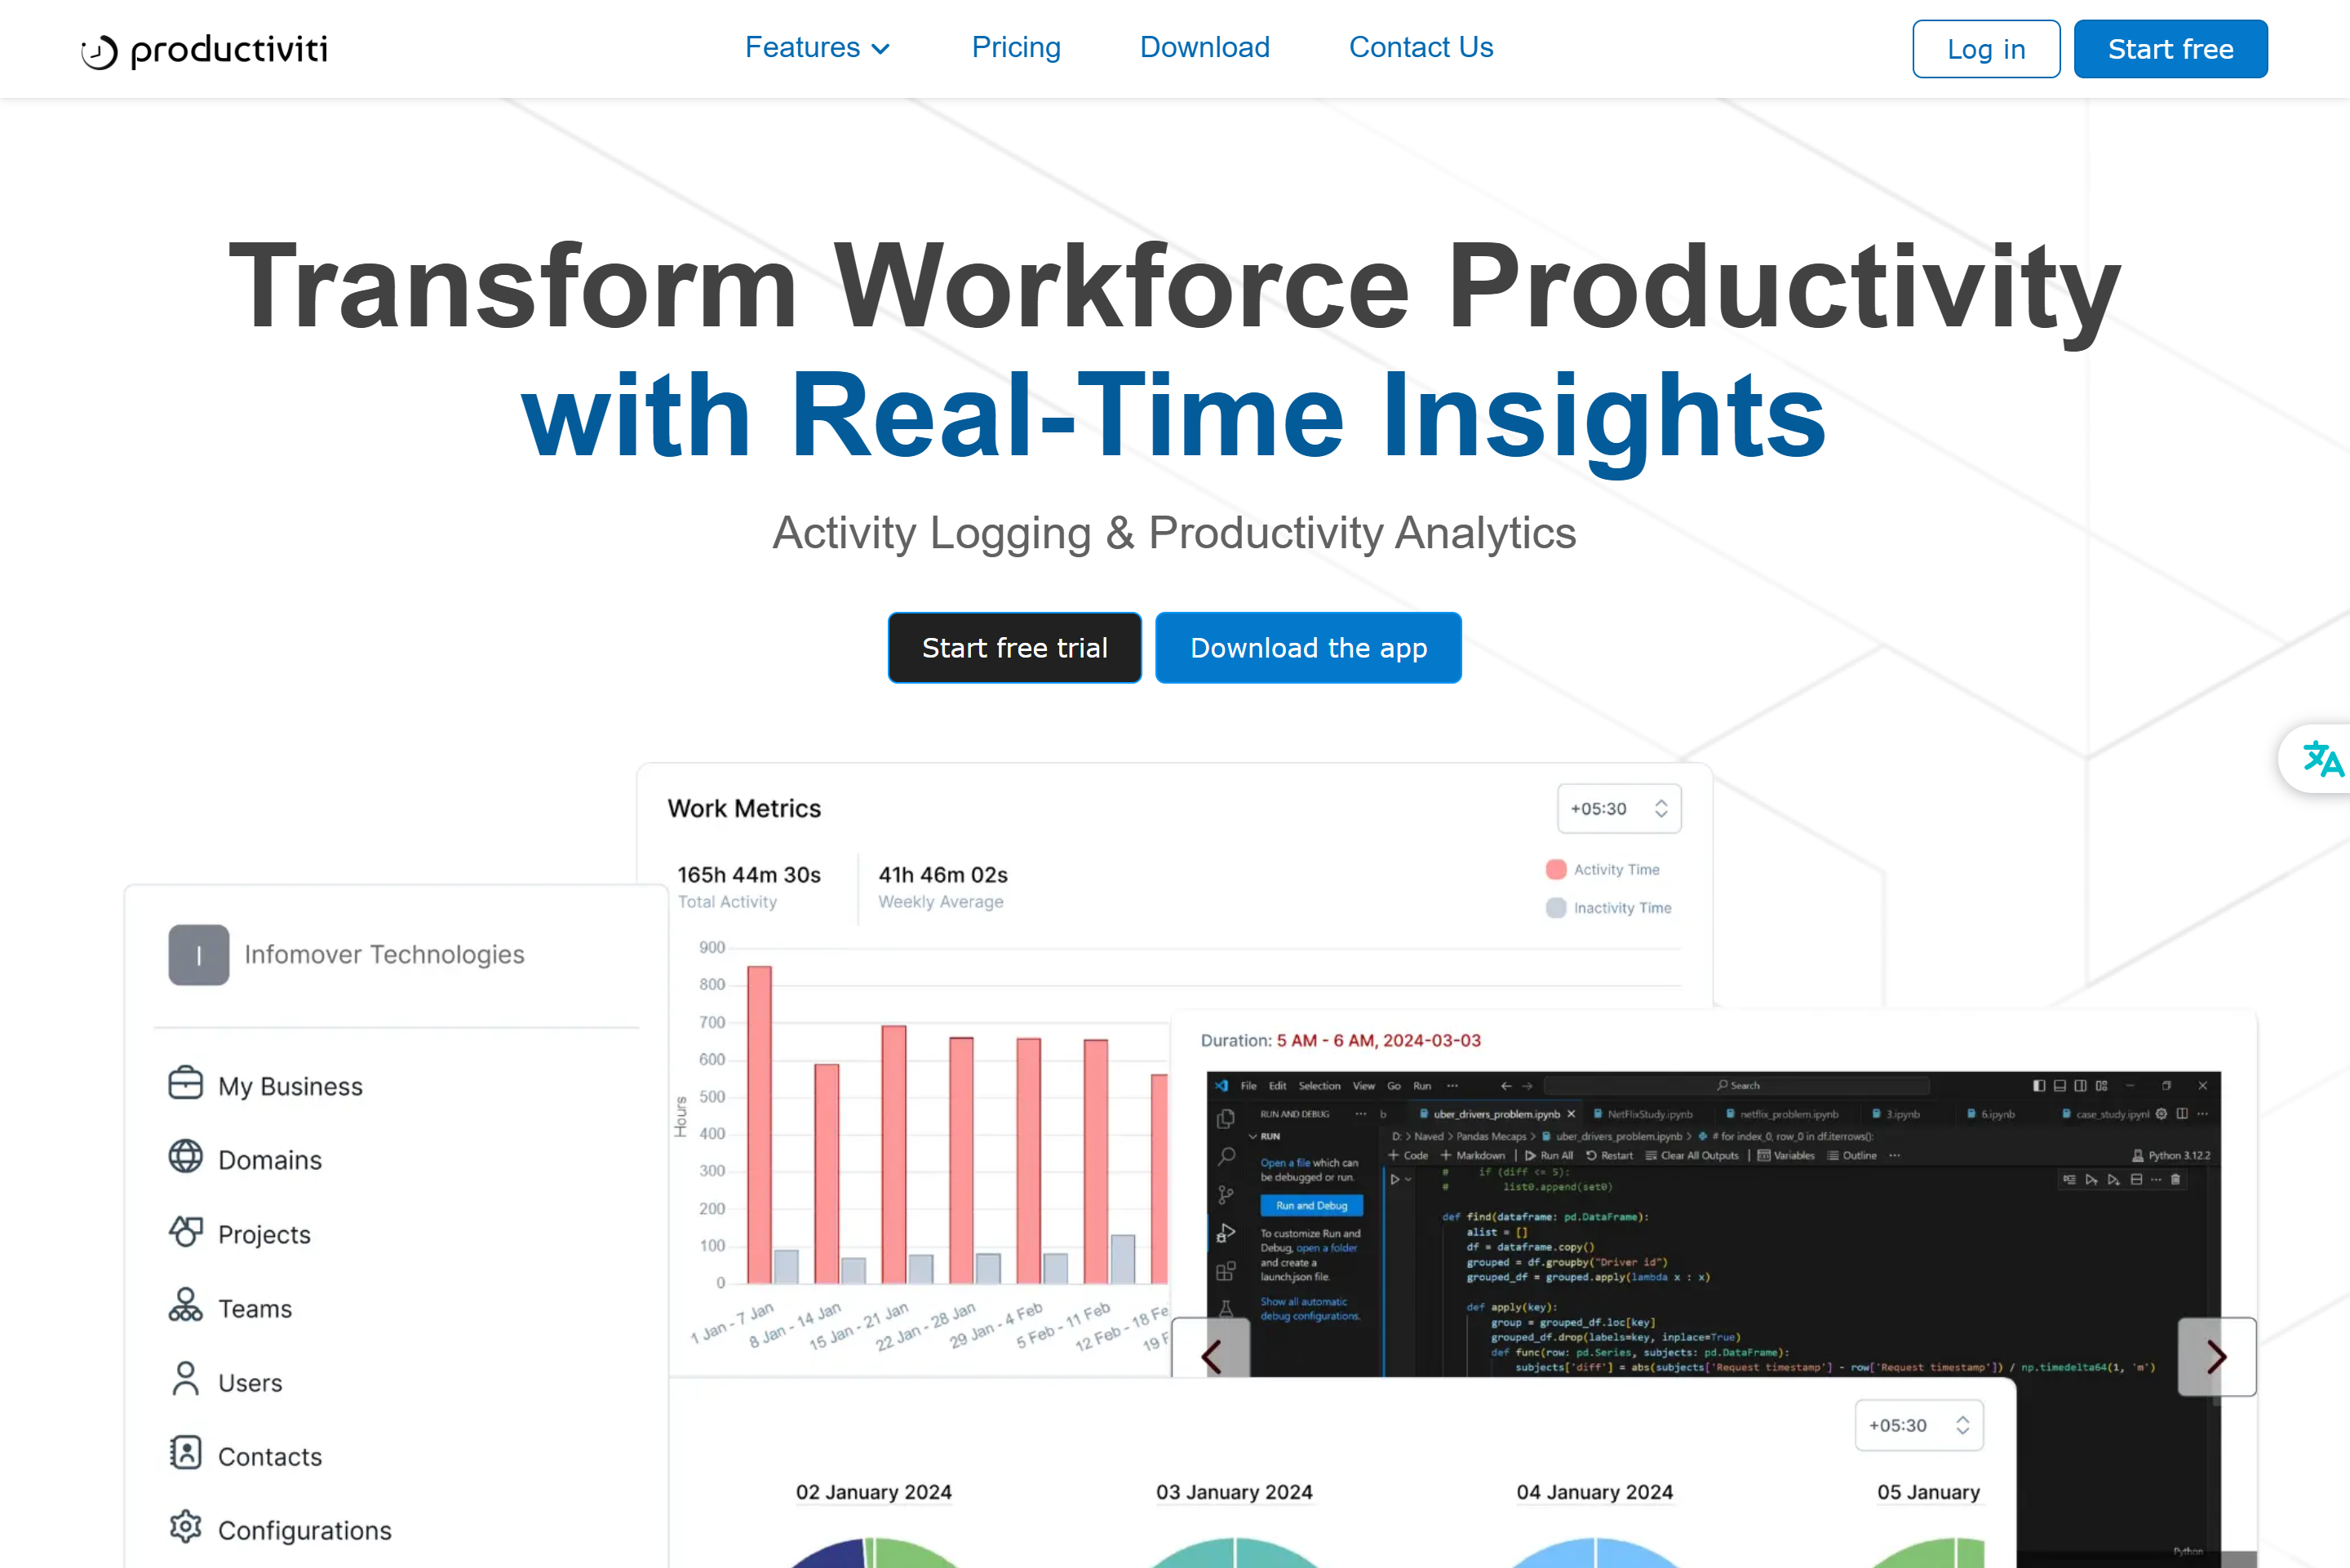 productiviti
Features
Pricing
Download
Contact Us
Log in
Start free
Transform Workforce Productivity
with Real-Time Insights
Activity Logging & Productivity Analytics
Start free trial
Download the app
Work Metrics
+05:30
165h 44m 30s
Total Activity
41h 46m 02s
Weekly Average
Activity Time
Inactivity Time
900
800
700
600
500
400
300
200
100
0
Hours
1 Jan - 7 Jan
8 Jan - 14 Jan
15 Jan - 21 Jan
22 Jan - 28 Jan
29 Jan - 4 Feb
5 Feb - 11 Feb
12 Feb - 18 Fe
19 F
I
Infomover Technologies
My Business
Domains
Projects
Teams
Users
Contacts
Configurations
Duration: 5 AM - 6 AM, 2024-03-03
File Edit Selection View Go Run ···
Search
RUN AND DEBUG ···
b
uber_drivers_problem.ipynb
NetFlixStudy.ipynb
netflix_problem.ipynb
3.ipynb
6.ipynb
case_study.ipynl
RUN
D: > Naved > Pandas Mecaps > uber_drivers_problem.ipynb > # for index_0, row_0 in df.iterrows():
+ Code + Markdown | Run All Restart Clear All Outputs | Variables Outline ···
Python 3.12.2
Open a file which can
be debugged or run.
Run and Debug
To customize Run and
Debug, open a folder
and create a
launch.json file.
Show all automatic
debug configurations.
# if (diff <= 5):
# list0.append(set0)
def find(dataframe: pd.DataFrame):
alist = []
df = dataframe.copy()
grouped = df.groupby("Driver id")
grouped_df = grouped.apply(lambda x : x)
def apply(key):
group = grouped_df.loc[key]
grouped_df.drop(labels=key, inplace=True)
def func(row: pd.Series, subjects: pd.DataFrame):
subjects['diff'] = abs(subjects['Request timestamp'] - row['Request timestamp']) / np.timedelta64(1, 'm')
Python
+05:30
02 January 2024
03 January 2024
04 January 2024
05 January